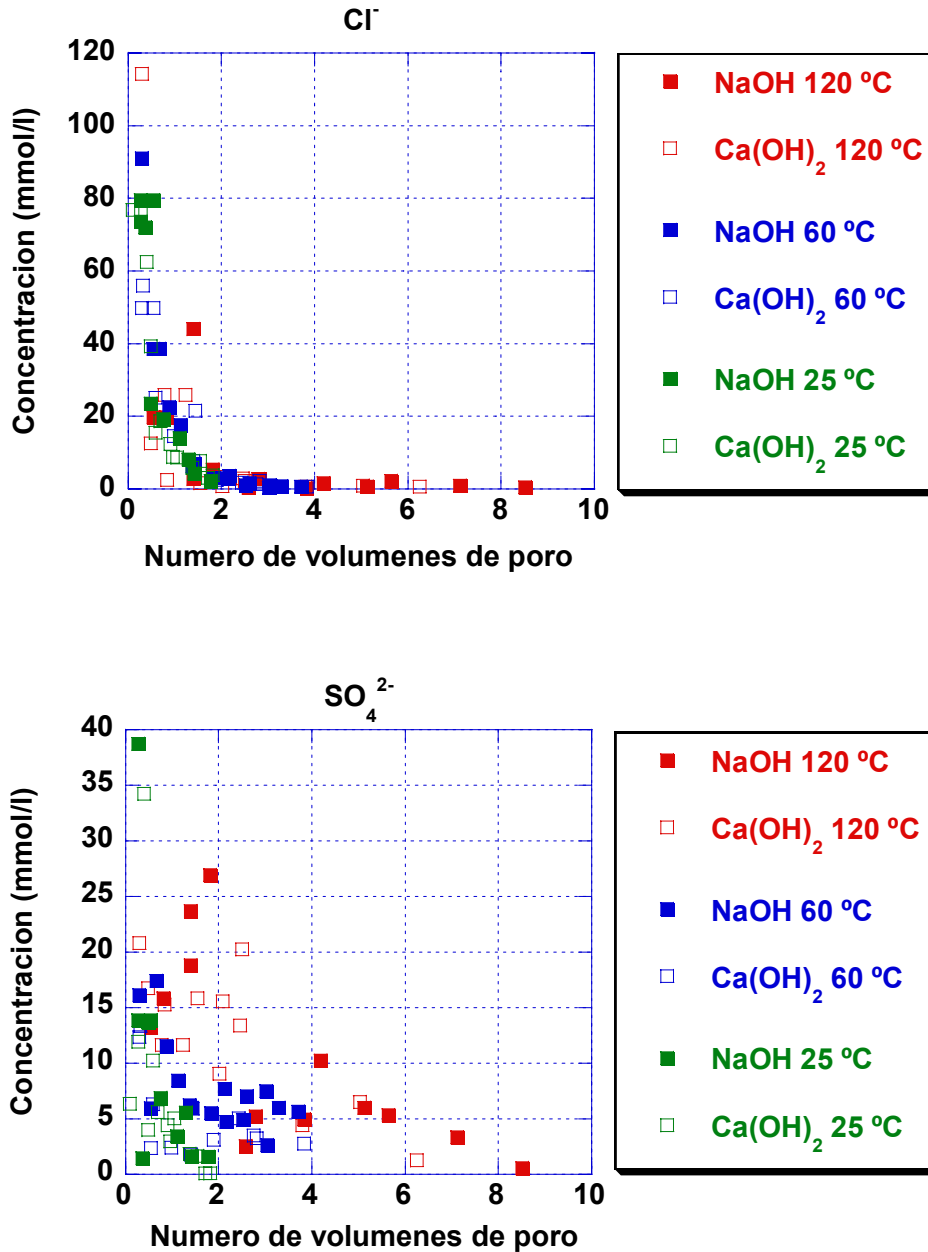 Cl⁻
120
100
80
60
40
20
0
0 2 4 6 8 10
Concentracion (mmol/l)
Numero de volumenes de poro
NaOH 120 ºC
Ca(OH)₂ 120 ºC
NaOH 60 ºC
Ca(OH)₂ 60 ºC
NaOH 25 ºC
Ca(OH)₂ 25 ºC
SO₄²⁻
40
35
30
25
20
15
10
5
0
0 2 4 6 8 10
Concentracion (mmol/l)
Numero de volumenes de poro
NaOH 120 ºC
Ca(OH)₂ 120 ºC
NaOH 60 ºC
Ca(OH)₂ 60 ºC
NaOH 25 ºC
Ca(OH)₂ 25 ºC